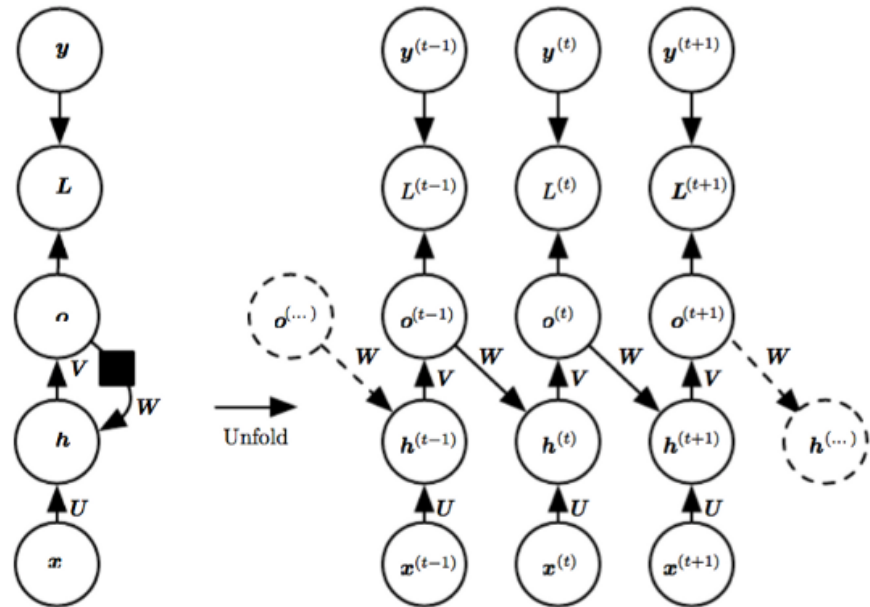 y y^{(t-1)} y^{(t)} y^{(t+1)}
L L^{(t-1)} L^{(t)} L^{(t+1)}
o o^{(...)} o^{(t-1)} o^{(t)} o^{(t+1)}
W W W W
V V V V
W
h Unfold h^{(t-1)} h^{(t)} h^{(t+1)} h^{(...)}
U U U U
x x^{(t-1)} x^{(t)} x^{(t+1)}